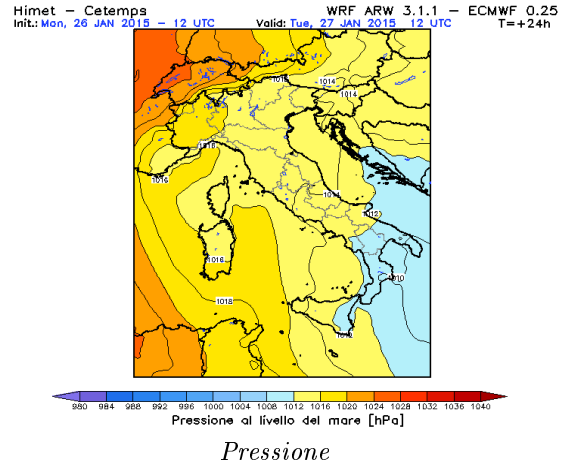 Himet − Cetemps WRF ARW 3.1.1 − ECMWF 0.25
Init.: Mon, 26 JAN 2015 − 12 UTC Valid: Tue, 27 JAN 2015 12 UTC T=+24h
1014
1014
1016
1016
1014
1012
1016
1010
1018
1012
980 984 988 992 996 1000 1004 1008 1012 1016 1020 1024 1028 1032 1036 1040
Pressione al livello del mare [hPa]
Pressione